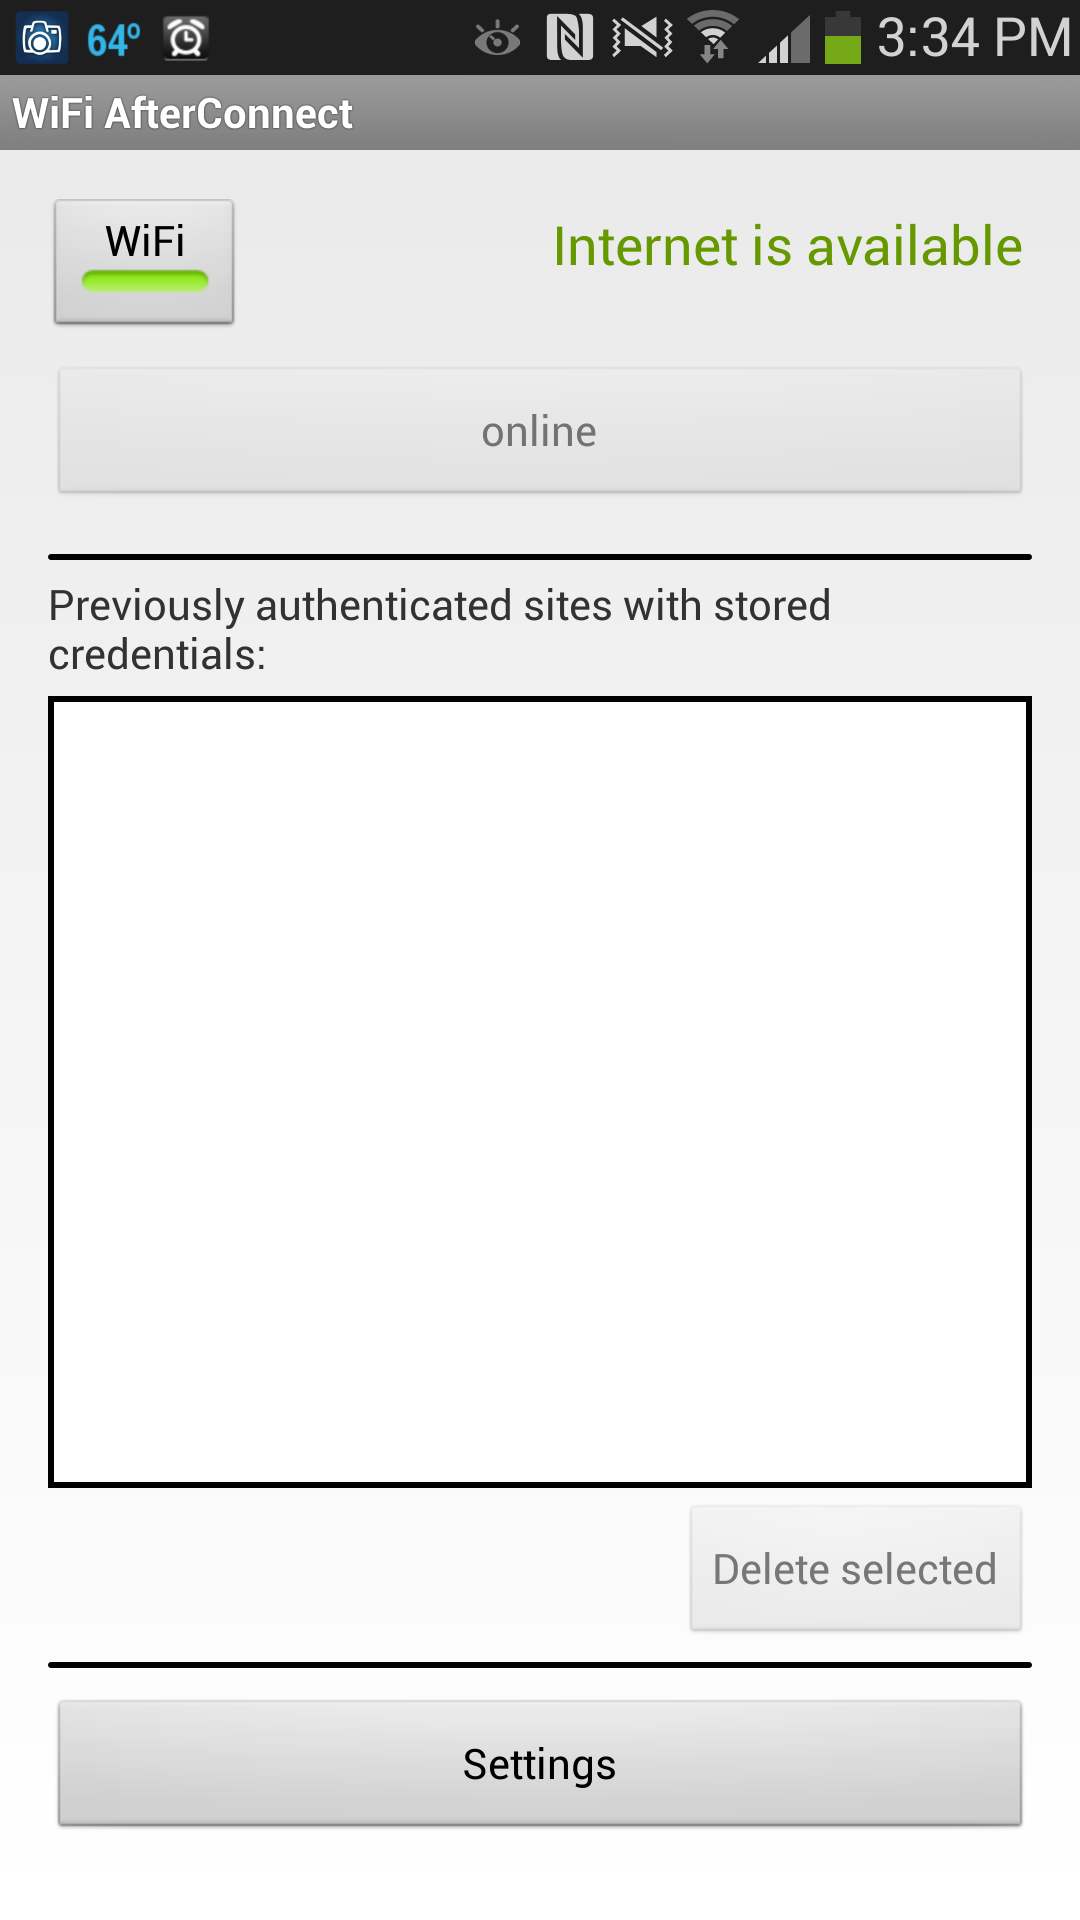 64° 3:34 PM
WiFi AfterConnect
WiFi
Internet is available
online
Previously authenticated sites with stored
credentials:
Delete selected
Settings